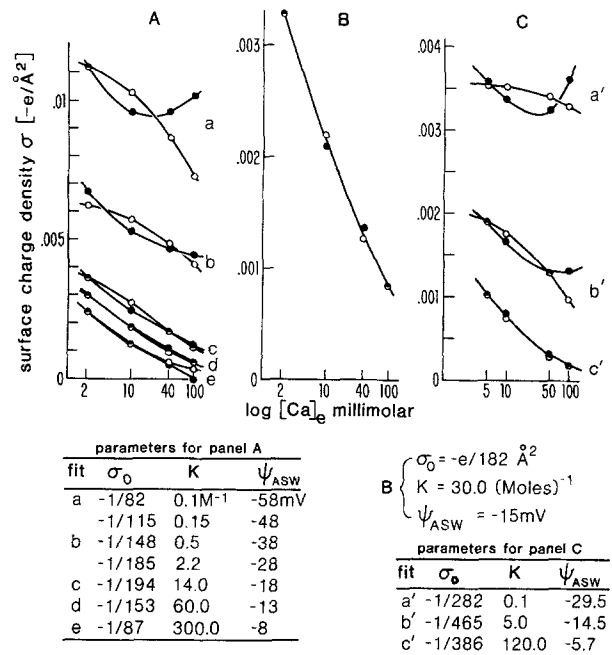 A
B
C
surface charge density σ [-e/Å²]
.01
.005
0
a
b
c
d
e
2 10 40 100
.003
.002
.001
0
2 10 40 100
.004
.003
.002
.001
0
a'
b'
c'
5 10 50 100
log [Ca]e millimolar
parameters for panel A
fit σ0 K ψASW
a -1/82 0.1M⁻¹ -58mV
-1/115 0.15 -48
b -1/148 0.5 -38
-1/185 2.2 -28
c -1/194 14.0 -18
d -1/153 60.0 -13
e -1/87 300.0 -8
B { σ0 = -e/182 Å²
K = 30.0 (Moles)⁻¹
ψASW = -15mV
parameters for panel C
fit σ0 K ψASW
a' -1/282 0.1 -29.5
b' -1/465 5.0 -14.5
c' -1/386 120.0 -5.7